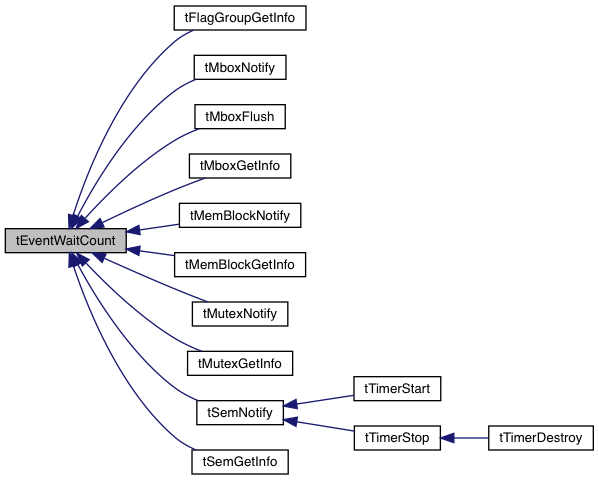 tFlagGroupGetInfo
tMboxNotify
tMboxFlush
tMboxGetInfo
tMemBlockNotify
tEventWaitCount
tMemBlockGetInfo
tMutexNotify
tMutexGetInfo
tTimerStart
tSemNotify
tTimerStop
tTimerDestroy
tSemGetInfo